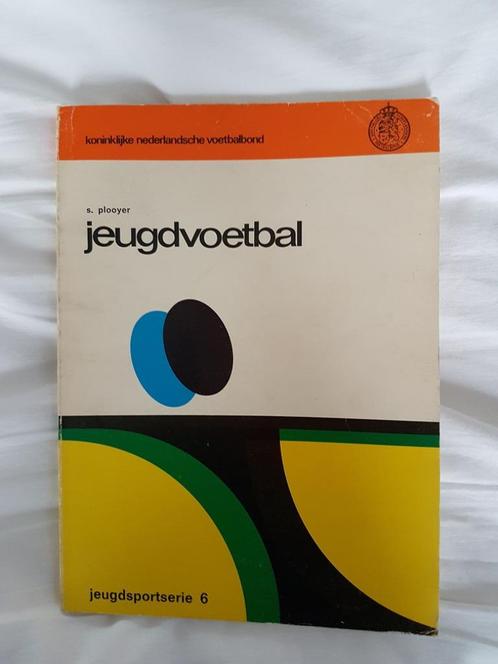 koninklijke nederlandsche voetbalbond
s. plooyer
jeugdvoetbal
jeugdsportserie 6